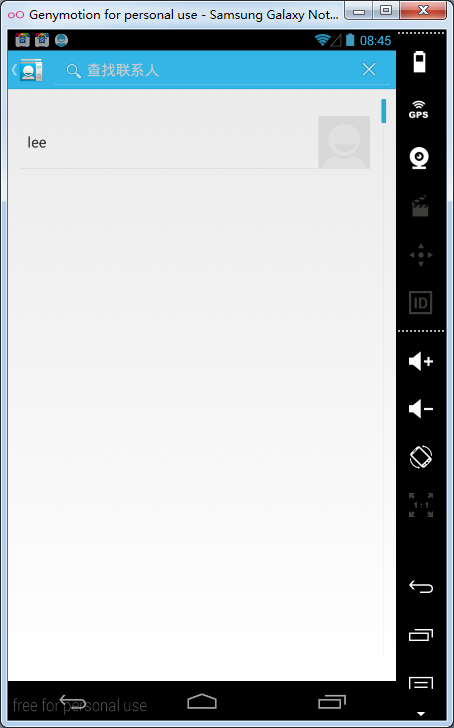 Genymotion for personal use - Samsung Galaxy Not...
08:45
查找联系人
lee
GPS
ID
1:1
free for personal use